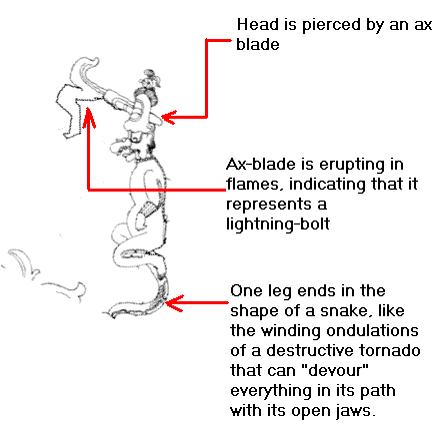 Head is pierced by an ax
blade
Ax-blade is erupting in
flames, indicating that it
represents a
lightning-bolt
One leg ends in the
shape of a snake, like
the winding ondulations
of a destructive tornado
that can "devour"
everything in its path
with its open jaws.